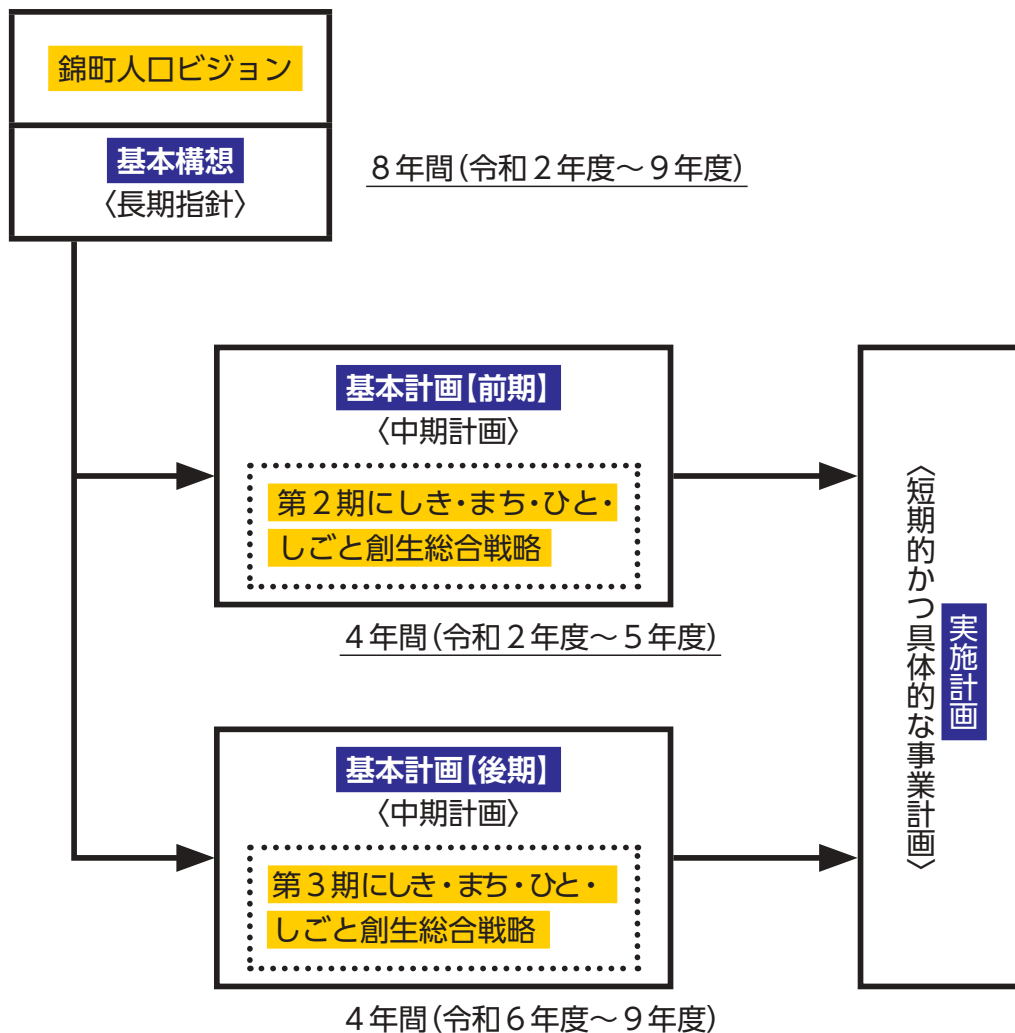 錦町人口ビジョン
基本構想
〈長期指針〉
８年間(令和２年度～９年度)
基本計画【前期】
〈中期計画〉
第２期にしき・まち・ひと・
しごと創生総合戦略
４年間(令和２年度～５年度)
基本計画【後期】
〈中期計画〉
第３期にしき・まち・ひと・
しごと創生総合戦略
４年間(令和６年度～９年度)
実施計画
〈短期的かつ具体的な事業計画〉